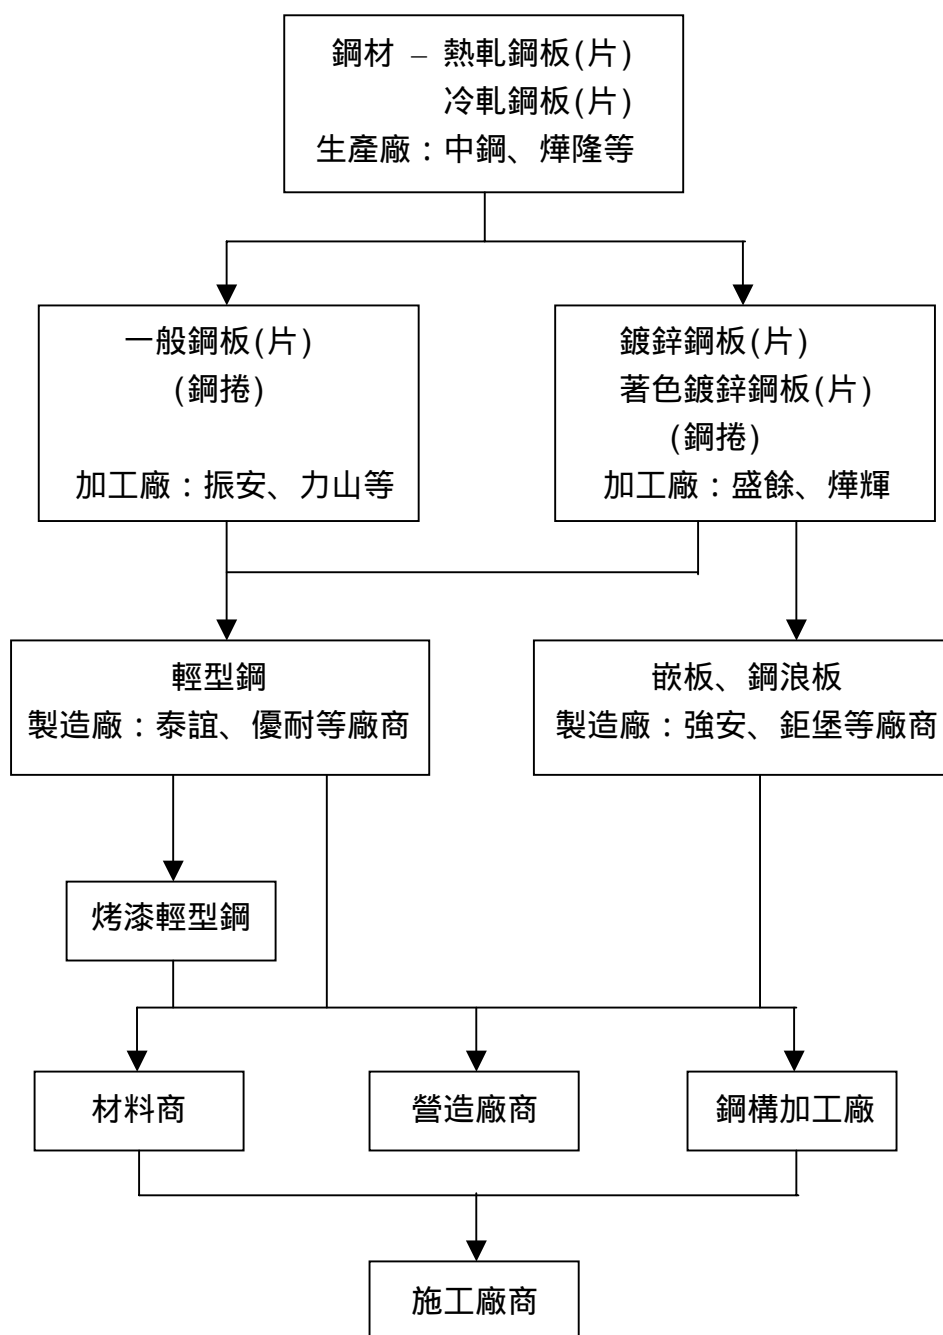 鋼材 – 熱軋鋼板(片)
冷軋鋼板(片)
生產廠：中鋼、燁隆等
一般鋼板(片)
(鋼捲)
加工廠：振安、力山等
鍍鋅鋼板(片)
著色鍍鋅鋼板(片)
(鋼捲)
加工廠：盛餘、燁輝
輕型鋼
製造廠：泰誼、優耐等廠商
嵌板、鋼浪板
製造廠：強安、鉅堡等廠商
烤漆輕型鋼
材料商
營造廠商
鋼構加工廠
施工廠商